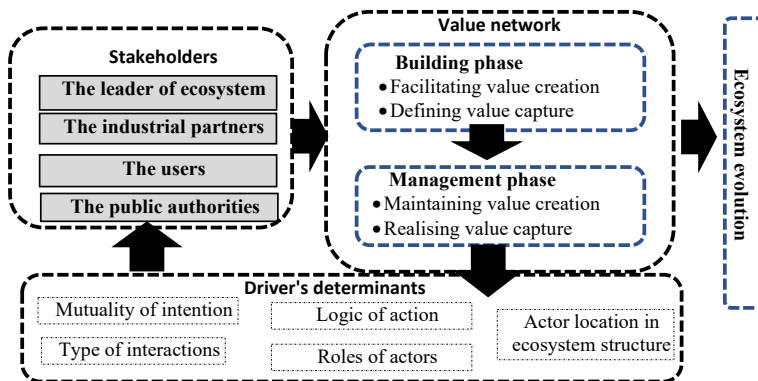 Stakeholders
The leader of ecosystem
The industrial partners
The users
The public authorities
Value network
Building phase
• Facilitating value creation
• Defining value capture
Management phase
• Maintaining value creation
• Realising value capture
Ecosystem evolution
Driver's determinants
Mutuality of intention
Type of interactions
Logic of action
Roles of actors
Actor location in
ecosystem structure